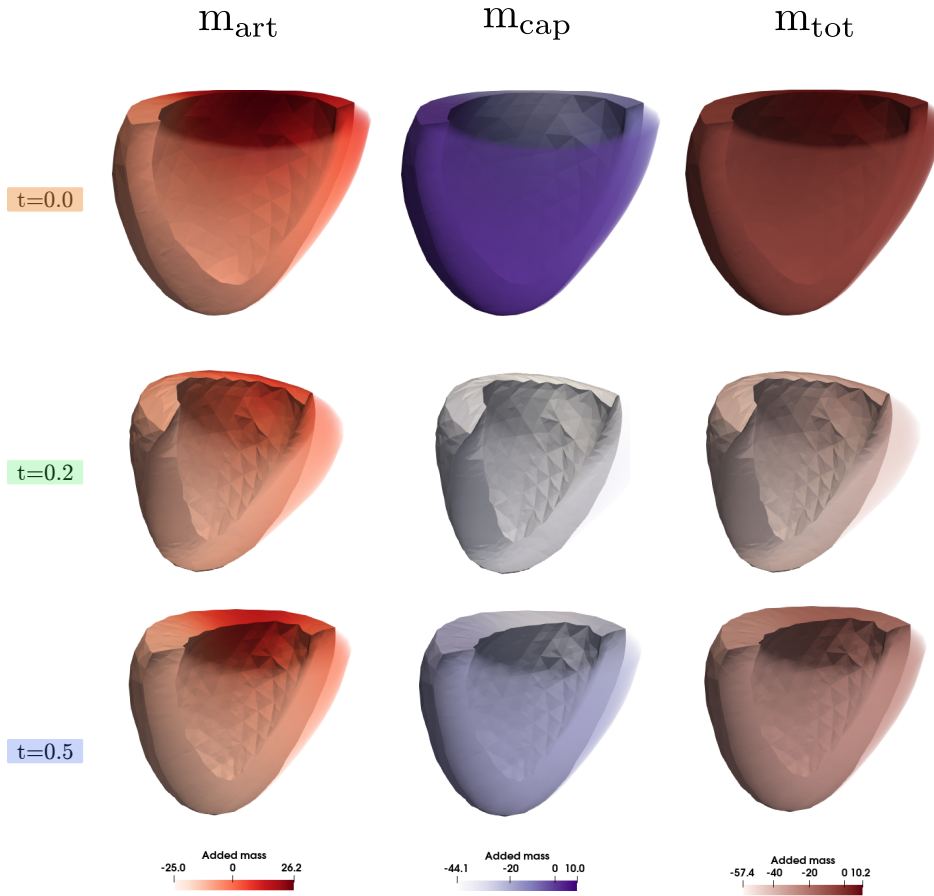 m_art m_cap m_tot
t=0.0
t=0.2
t=0.5
Added mass Added mass Added mass
-25.0 0 26.2 -44.1 -20 0 10.0 -57.4 -40 -20 0 10.2